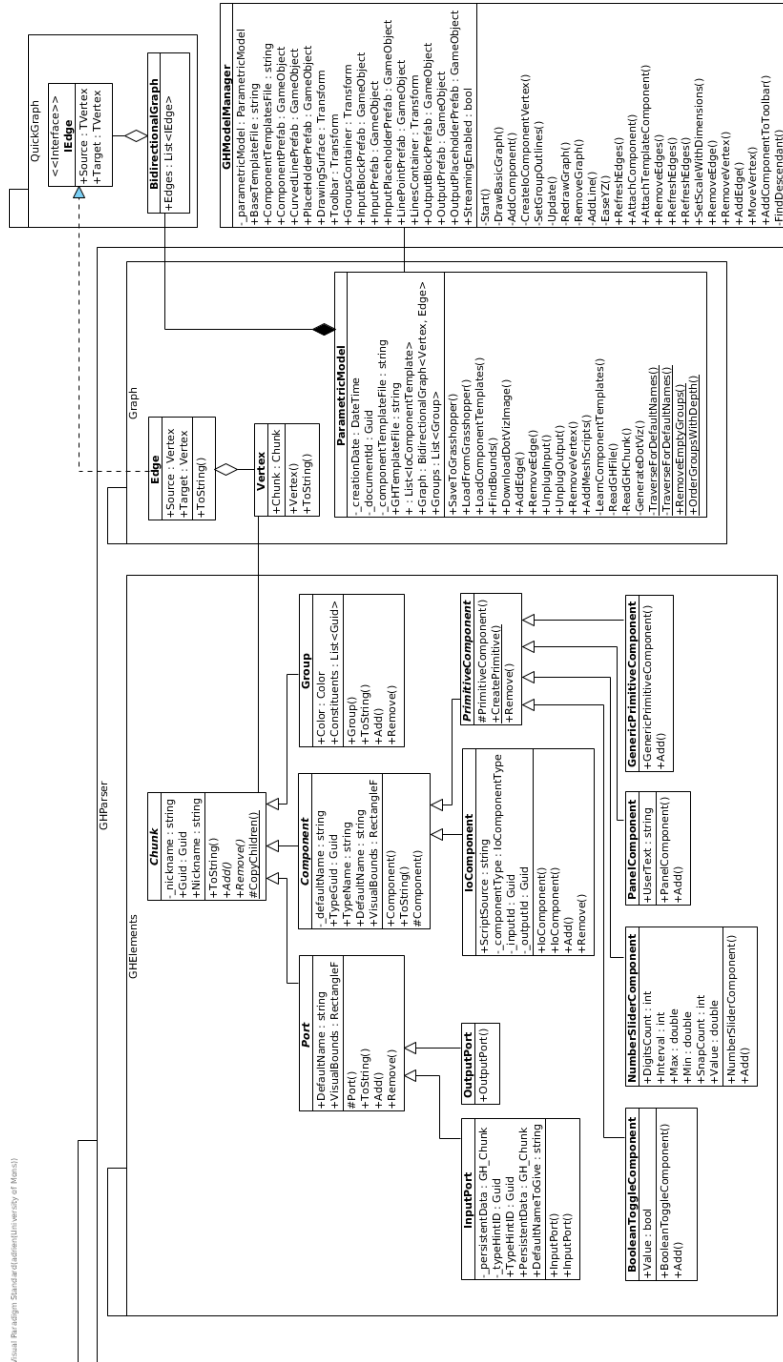 Visual Paradigm Standard(adrien(University of Mons))
QuickGraph
<<Interface>>
IEdge
+Source : TVertex
+Target : TVertex
BidirectionalGraph
+Edges : List<IEdge>
GHModelManager
-_parametricModel : ParametricModel
+BaseTemplateFile : string
+ComponentTemplatesFile : string
+ComponentPrefab : GameObject
+CurvedLinePrefab : GameObject
+PlaceHolderPrefab : GameObject
+DrawingSurface : Transform
+Toolbar : Transform
+GroupsContainer : Transform
+InputBlockPrefab : GameObject
+InputPrefab : GameObject
+InputPlaceholderPrefab : GameObject
+LinePointPrefab : GameObject
+LinesContainer : Transform
+OutputBlockPrefab : GameObject
+OutputPrefab : GameObject
+OutputPlaceholderPrefab : GameObject
+StreamingEnabled : bool
-Start()
-DrawBasicGraph()
-AddComponent()
-CreateIoComponentVertex()
-SetGroupOutlines()
-Update()
-RedrawGraph()
-RemoveGraph()
-AddLine()
-EaseYZ()
+RefreshEdges()
+AttachComponent()
+AttachTemplateComponent()
+RemoveEdges()
+RefreshEdges()
+RefreshEdges()
+SetScaleWithDimensions()
+RemoveEdge()
+RemoveVertex()
+AddEdge()
+MoveVertex()
+AddComponentToToolbar()
-FindDescendant()
GHParser
Graph
Edge
+Source : Vertex
+Target : Vertex
+ToString()
Vertex
+Chunk : Chunk
+Vertex()
+ToString()
ParametricModel
-_creationDate : DateTime
-_documentId : Guid
-_componentTemplateFile : string
+GHTemplateFile : string
+ : List<IoComponentTemplate>
+Graph : BidirectionalGraph<Vertex, Edge>
+Groups : List<Group>
+SaveToGrasshopper()
+LoadFromGrasshopper()
+LoadComponentTemplates()
+FindBounds()
+DownloadDotVizImage()
+AddEdge()
+RemoveEdge()
+UnplugInput()
+UnplugOutput()
+RemoveVertex()
+AddMeshScripts()
-LearnComponentTemplates()
-ReadGHFile()
-ReadGHChunk()
-GenerateDotViz()
-TraverseForDefaultNames()
-TraverseForDefaultNames()
+RemoveEmptyGroups()
+OrderGroupsWithDepth()
GHElements
Chunk
-_nickname : string
+Guid : Guid
+Nickname : string
+ToString()
+Add()
+Remove()
#CopyChildren()
Port
+DefaultName : string
+VisualBounds : RectangleF
#Port()
+ToString()
+Add()
+Remove()
Component
-_defaultName : string
+TypeGuid : Guid
+TypeName : string
+DefaultName : string
+VisualBounds : RectangleF
+Component()
+ToString()
#Component()
Group
+Color : Color
+Constituents : List<Guid>
+Group()
+ToString()
+Add()
+Remove()
InputPort
-_persistentData : GH_Chunk
-_typeHintID : Guid
+TypeHintID : Guid
+PersistentData : GH_Chunk
+DefaultNameToGive : string
+InputPort()
+InputPort()
OutputPort
+OutputPort()
IoComponent
+ScriptSource : string
-_componentType : IoComponentType
-_inputId : Guid
-_outputId : Guid
+IoComponent()
+IoComponent()
+Add()
+Remove()
PrimitiveComponent
#PrimitiveComponent()
+CreatePrimitive()
+Remove()
BooleanToggleComponent
+Value : bool
+BooleanToggleComponent()
+Add()
NumberSliderComponent
+DigitsCount : int
+Interval : int
+Max : double
+Min : double
+SnapCount : int
+Value : double
+NumberSliderComponent()
+Add()
PanelComponent
+UserText : string
+PanelComponent()
+Add()
GenericPrimitiveComponent
+GenericPrimitiveComponent()
+Add()